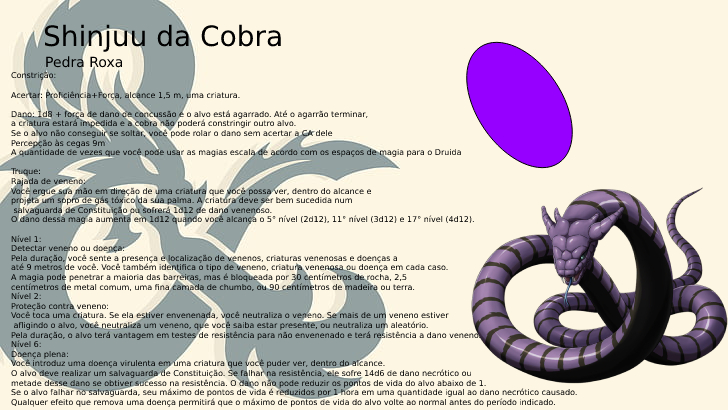 Shinjuu da Cobra
Pedra Roxa
Constrição:
Acertar: Proficiência+Força, alcance 1,5 m, uma criatura.
Dano: 1d8 + força de dano de concussão e o alvo está agarrado. Até o agarrão terminar,
a criatura estará impedida e a cobra não poderá constringir outro alvo.
Se o alvo não conseguir se soltar, você pode rolar o dano sem acertar a CA dele
Percepção às cegas 9m
A quantidade de vezes que você pode usar as magias escala de acordo com os espaços de magia para o Druida
Truque:
Rajada de veneno:
Você ergue sua mão em direção de uma criatura que você possa ver, dentro do alcance e
projeta um sopro de gás tóxico da sua palma. A criatura deve ser bem sucedida num
salvaguarda de Constituição ou sofrerá 1d12 de dano venenoso.
O dano dessa magia aumenta em 1d12 quando você alcança o 5° nível (2d12), 11° nível (3d12) e 17° nível (4d12).
Nível 1:
Detectar veneno ou doença:
Pela duração, você sente a presença e localização de venenos, criaturas venenosas e doenças a
até 9 metros de você. Você também identifica o tipo de veneno, criatura venenosa ou doença em cada caso.
A magia pode penetrar a maioria das barreiras, mas é bloqueada por 30 centímetros de rocha, 2,5
centímetros de metal comum, uma fina camada de chumbo, ou 90 centímetros de madeira ou terra.
Nível 2:
Proteção contra veneno:
Você toca uma criatura. Se ela estiver envenenada, você neutraliza o veneno. Se mais de um veneno estiver
afligindo o alvo, você neutraliza um veneno, que você saiba estar presente, ou neutraliza um aleatório.
Pela duração, o alvo terá vantagem em testes de resistência para não envenenado e terá resistência a dano veneno
Nível 6:
Doença plena:
Você introduz uma doença virulenta em uma criatura que você puder ver, dentro do alcance.
O alvo deve realizar um salvaguarda de Constituição. Se falhar na resistência, ele sofre 14d6 de dano necrótico ou
metade desse dano se obtiver sucesso na resistência. O dano não pode reduzir os pontos de vida do alvo abaixo de 1.
Se o alvo falhar no salvaguarda, seu máximo de pontos de vida é reduzidos por 1 hora em uma quantidade igual ao dano necrótico causado.
Qualquer efeito que remova uma doença permitirá que o máximo de pontos de vida do alvo volte ao normal antes do período indicado.